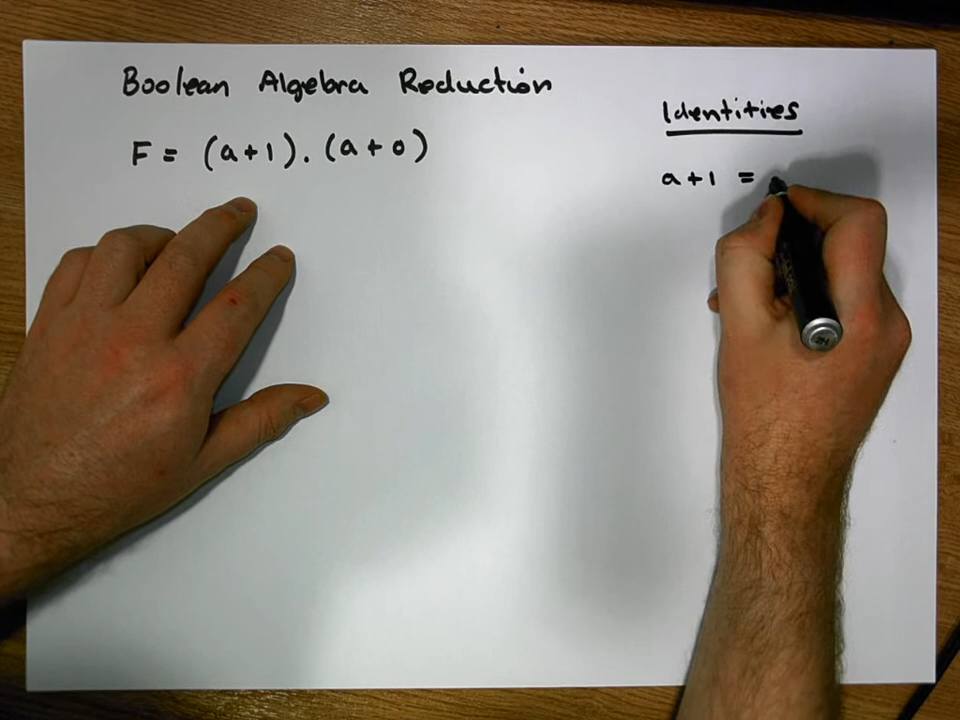 Boolean Algebra Reduction
Identities
F = (a+1).(a+0)
a+1 =